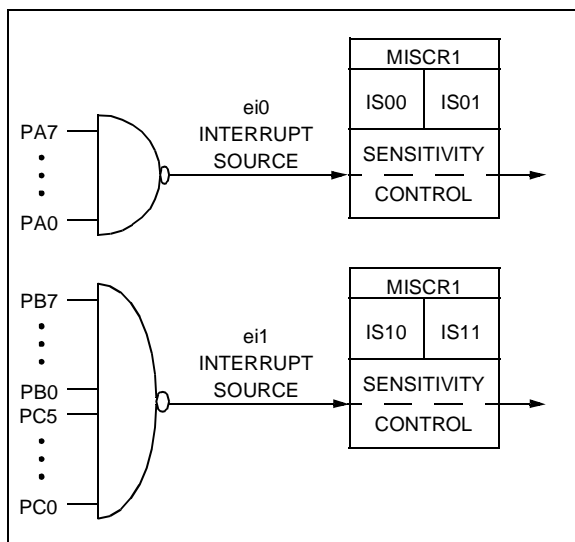 MISCR1
IS00 IS01
SENSITIVITY
CONTROL
ei0
INTERRUPT
SOURCE
PA7
PA0
MISCR1
IS10 IS11
SENSITIVITY
CONTROL
ei1
INTERRUPT
SOURCE
PB7
PB0
PC5
PC0